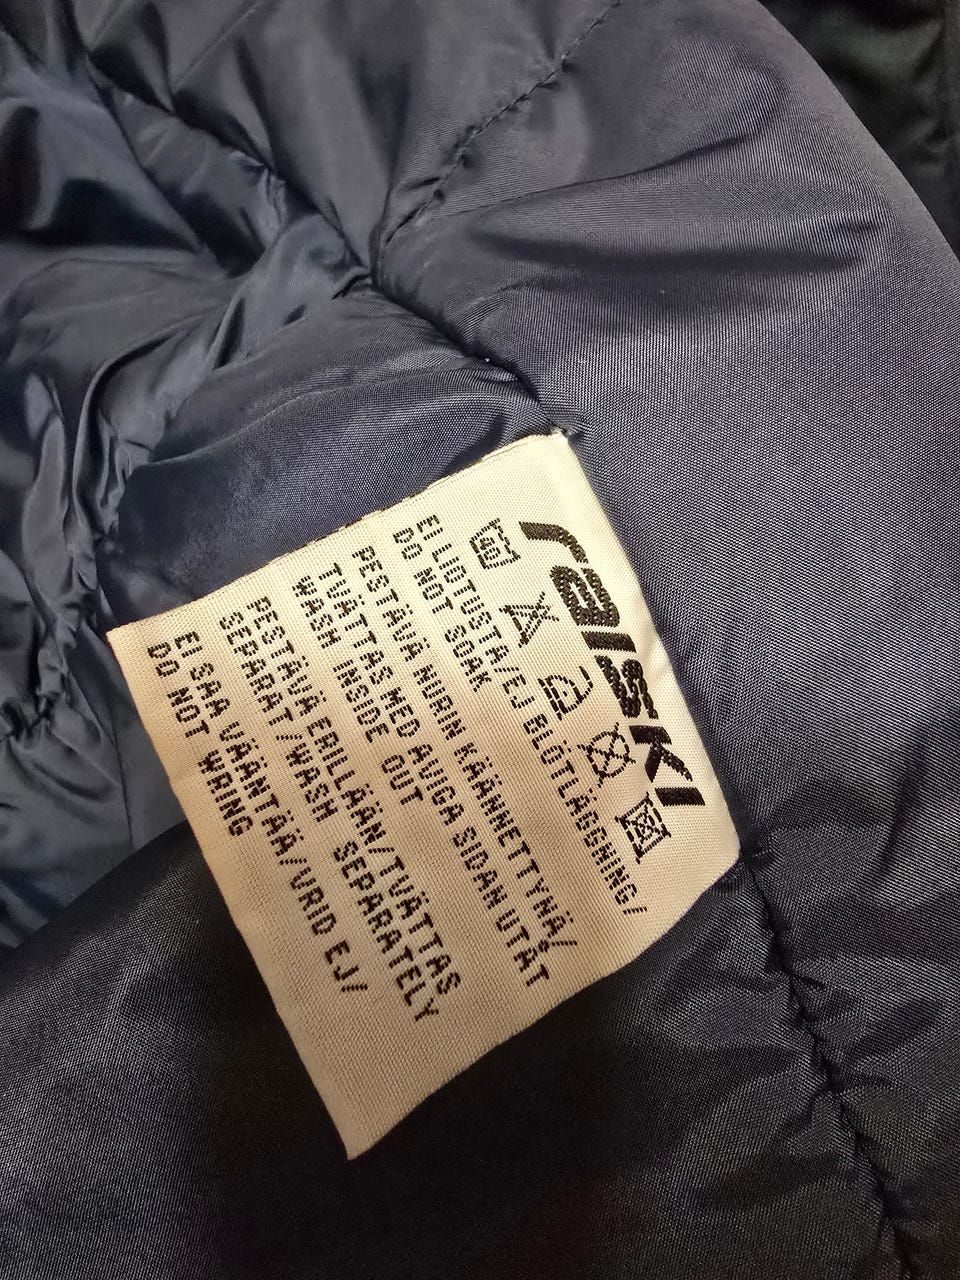 reiski
EI LIOTUSTA/EJ BLÖTLÄGGNING/
DO NOT SOAK
PESTÄVÄ NURIN KÄÄNNETTYNÄ/
TVÄTTAS MED AVIGA SIDAN UTÅT
WASH INSIDE OUT
PESTÄVÄ ERILLÄÄN/TVÄTTAS
SEPARAT/WASH SEPARATELY
EI SAA VÄÄNTÄÄ/VRID EJ/
DO NOT WRING